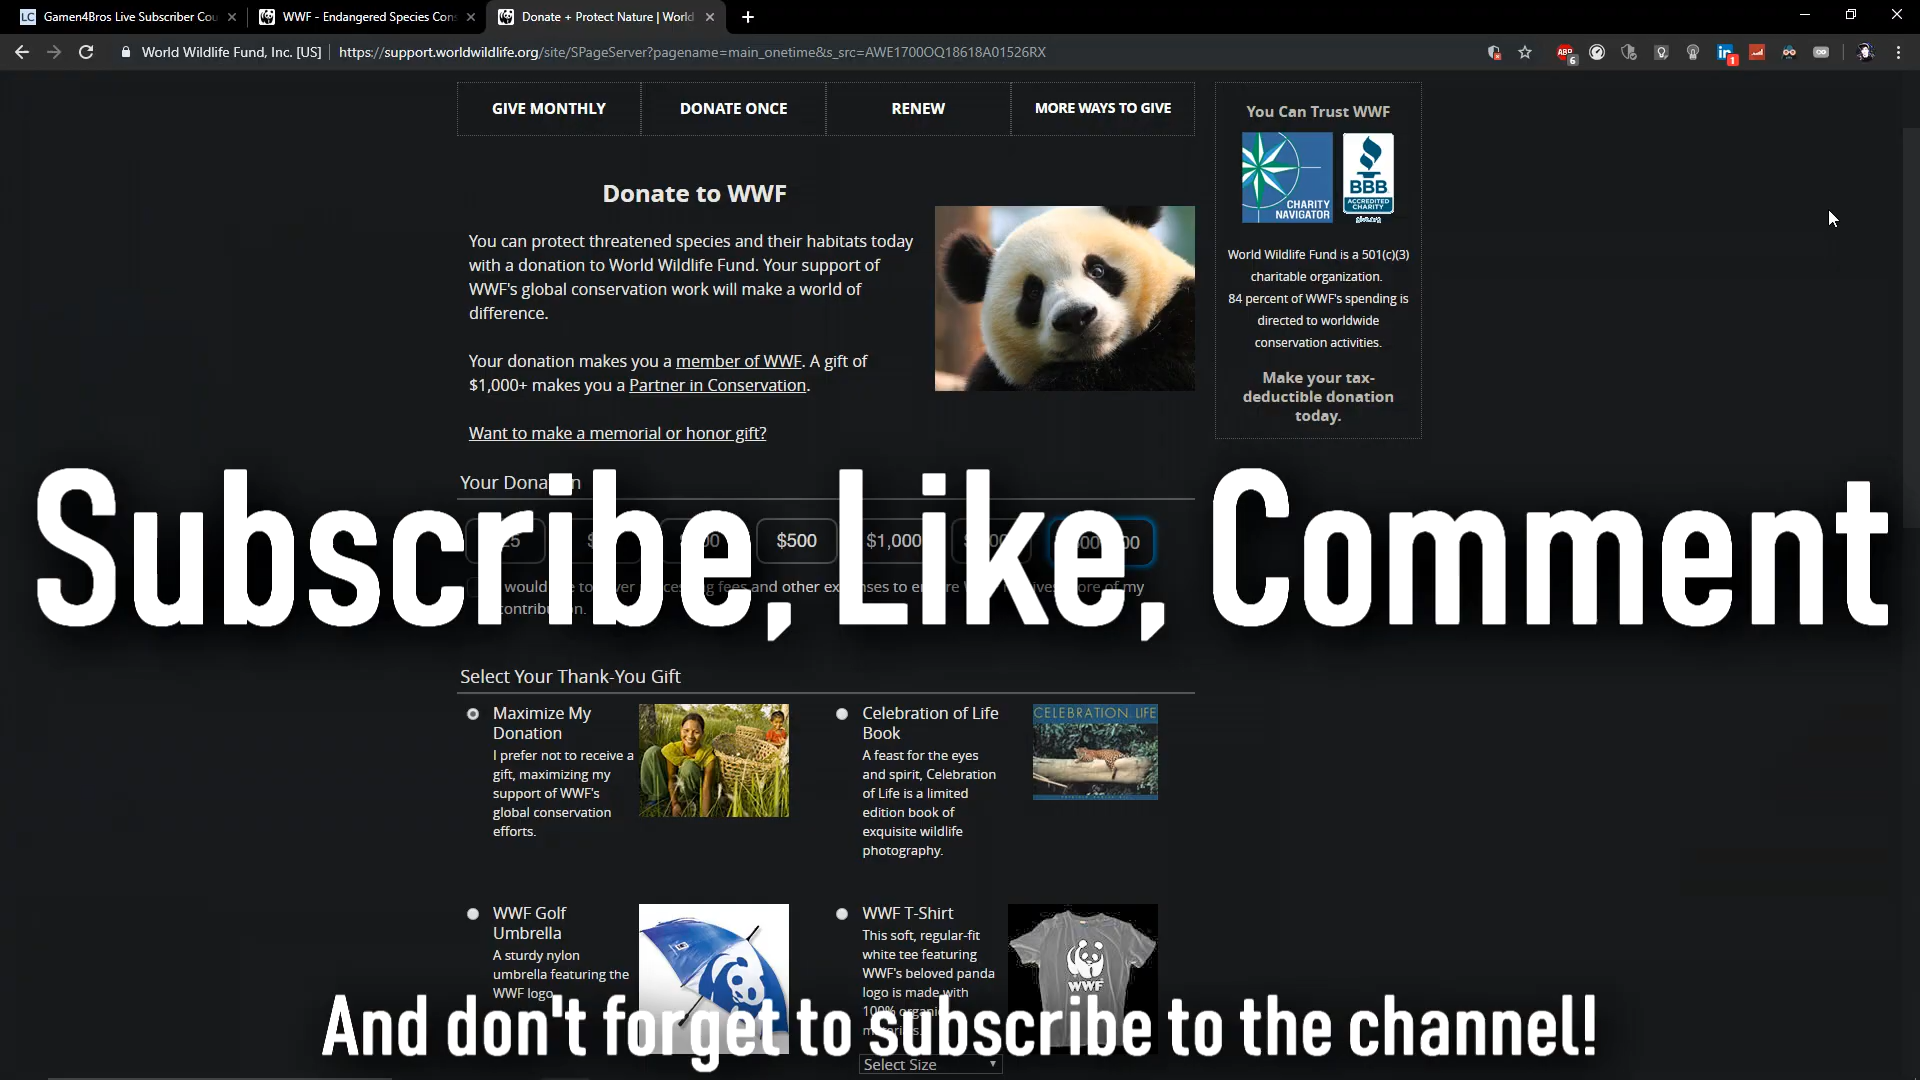 Gamen4Bros Live Subscriber Cou
WWF - Endangered Species Cons
Donate + Protect Nature | World
World Wildlife Fund, Inc. [US]
https://support.worldwildlife.org/site/SPageServer?pagename=main_onetime&s_src=AWE1700OQ18618A01526RX
GIVE MONTHLY
DONATE ONCE
RENEW
MORE WAYS TO GIVE
Donate to WWF
You can protect threatened species and their habitats today
with a donation to World Wildlife Fund. Your support of
WWF's global conservation work will make a world of
difference.
Your donation makes you a member of WWF. A gift of
$1,000+ makes you a Partner in Conservation.
Want to make a memorial or honor gift?
You Can Trust WWF
CHARITY
NAVIGATOR
BBB
ACCREDITED
CHARITY
give.org
World Wildlife Fund is a 501(c)(3)
charitable organization.
84 percent of WWF's spending is
directed to worldwide
conservation activities.
Make your tax-
deductible donation
today.
Your
$500
$1,000
would
and other
to
of my
Subscribe, Like, Comment
Select Your Thank-You Gift
Maximize My
Donation
I prefer not to receive a
gift, maximizing my
support of WWF's
global conservation
efforts.
Celebration of Life
Book
A feast for the eyes
and spirit, Celebration
of Life is a limited
edition book of
exquisite wildlife
photography.
CELEBRATION LIFE
WWF Golf
Umbrella
A sturdy nylon
umbrella featuring the
WWF logo
WWF T-Shirt
This soft, regular-fit
white tee featuring
WWF's beloved panda
logo is made with
100%
WWF
And don't forget to subscribe to the channel!
Select Size